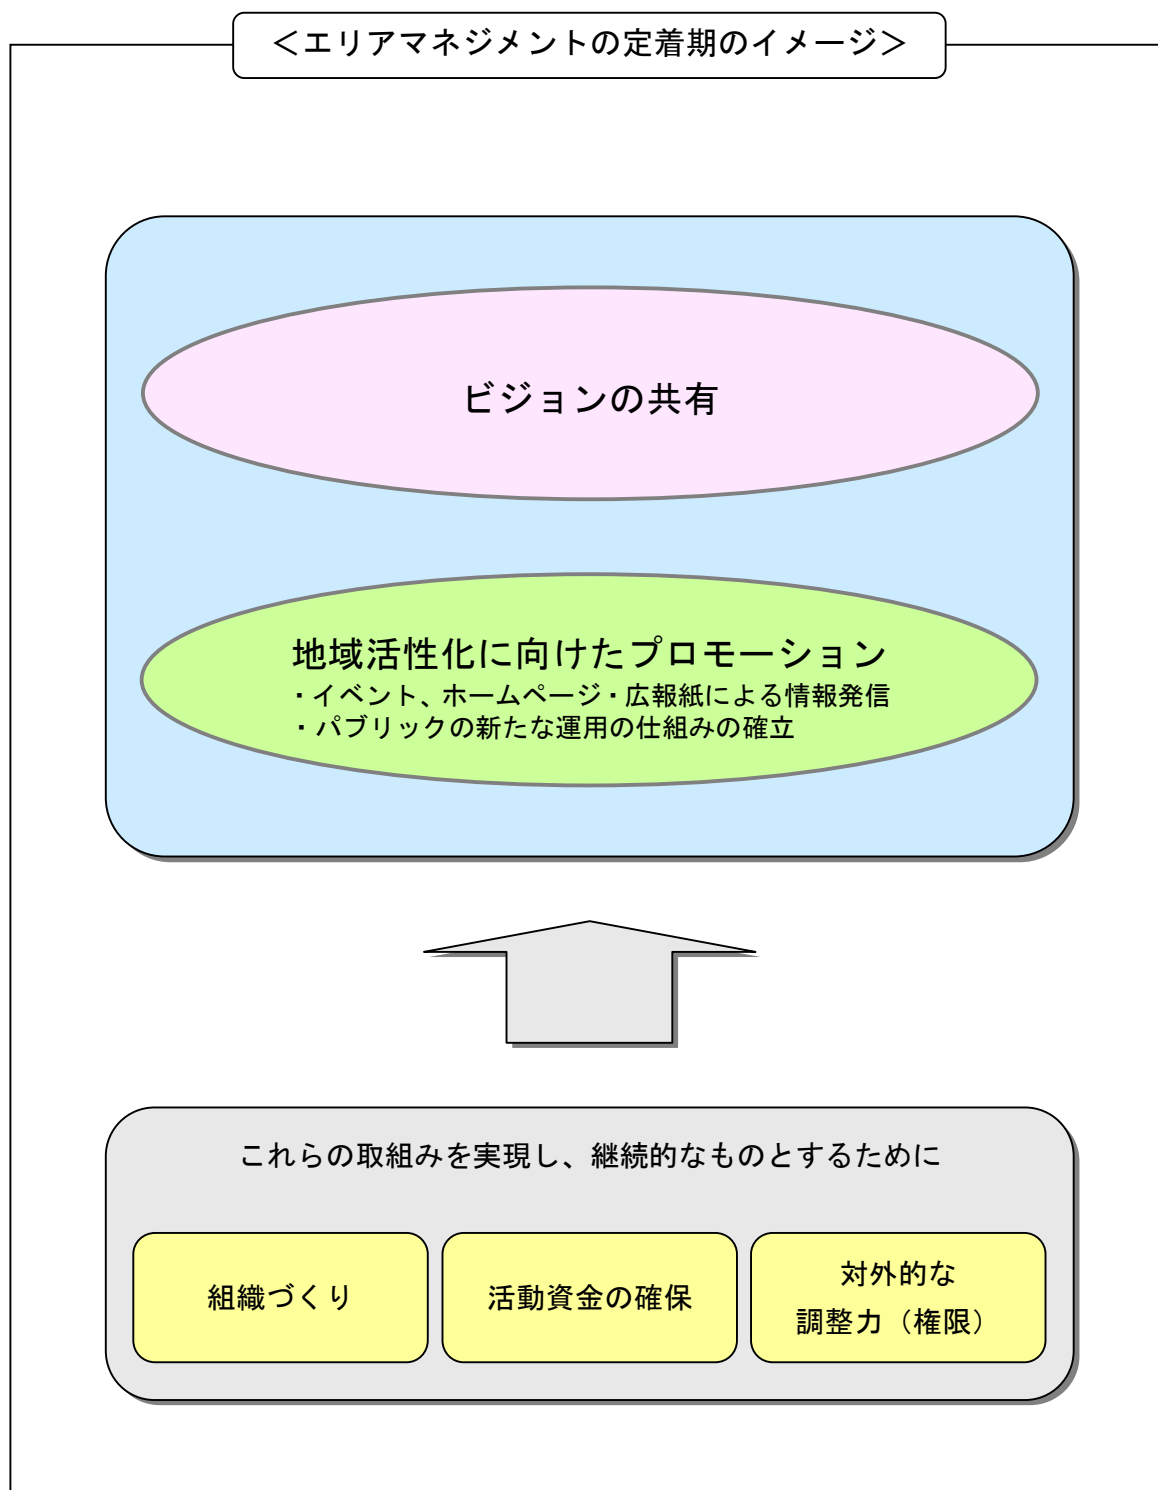 ＜エリアマネジメントの定着期のイメージ＞
ビジョンの共有
地域活性化に向けたプロモーション
・イベント、ホームページ・広報紙による情報発信
・パブリックの新たな運用の仕組みの確立
これらの取組みを実現し、継続的なものとするために
組織づくり
活動資金の確保
対外的な
調整力（権限）